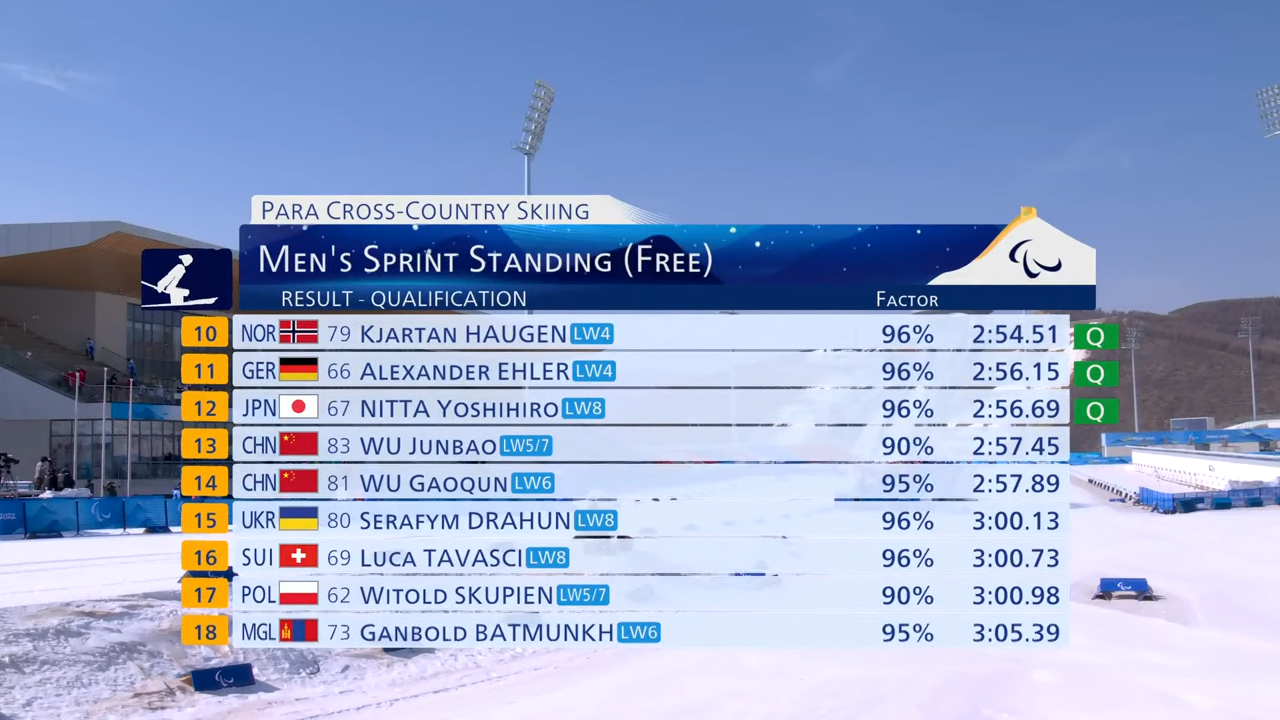 PARA CROSS-COUNTRY SKIING
MEN'S SPRINT STANDING (FREE)
RESULT - QUALIFICATION FACTOR
10 NOR 79 KJARTAN HAUGEN LW4 96% 2:54.51 Q
11 GER 66 ALEXANDER EHLER LW4 96% 2:56.15 Q
12 JPN 67 NITTA YOSHIHIRO LW8 96% 2:56.69 Q
13 CHN 83 WU JUNBAO LW5/7 90% 2:57.45
14 CHN 81 WU GAOQUN LW6 95% 2:57.89
15 UKR 80 SERAFYM DRAHUN LW8 96% 3:00.13
16 SUI 69 LUCA TAVASCI LW8 96% 3:00.73
17 POL 62 WITOLD SKUPIEN LW5/7 90% 3:00.98
18 MGL 73 GANBOLD BATMUNKH LW6 95% 3:05.39